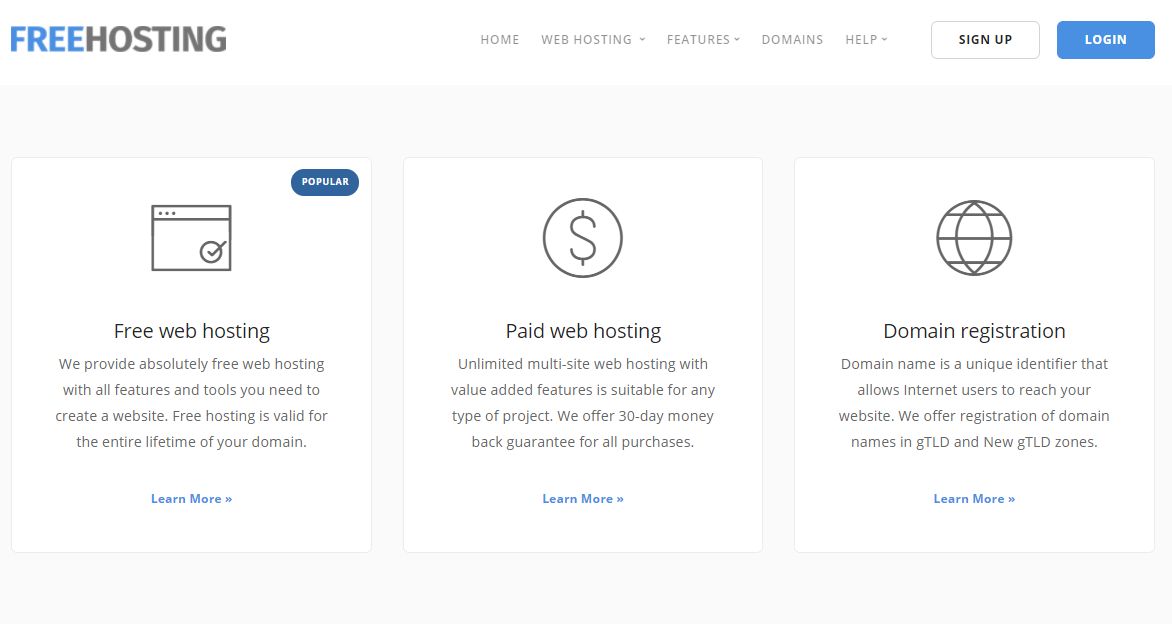 FREEHOSTING
HOME WEB HOSTING FEATURES DOMAINS HELP SIGN UP LOGIN
POPULAR
Free web hosting
We provide absolutely free web hosting
with all features and tools you need to
create a website. Free hosting is valid for
the entire lifetime of your domain.
Learn More »
$
Paid web hosting
Unlimited multi-site web hosting with
value added features is suitable for any
type of project. We offer 30-day money
back guarantee for all purchases.
Learn More »
Domain registration
Domain name is a unique identifier that
allows Internet users to reach your
website. We offer registration of domain
names in gTLD and New gTLD zones.
Learn More »